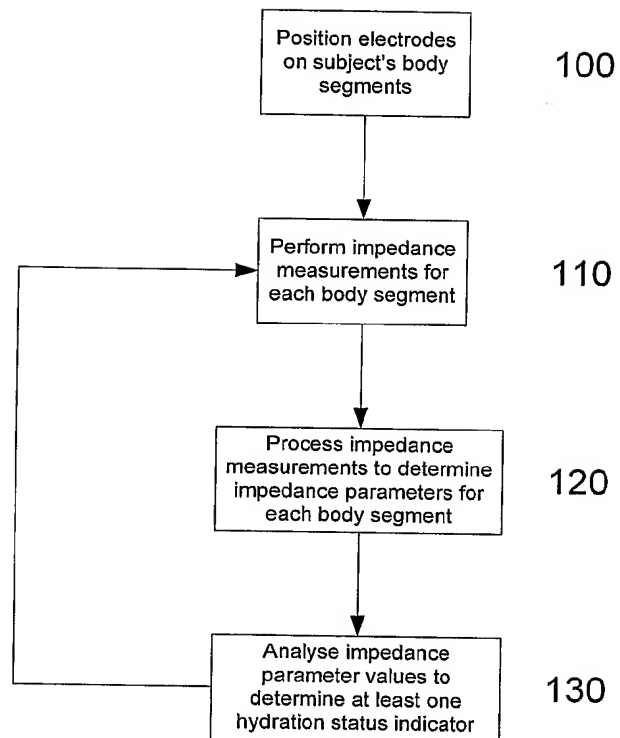 Position electrodes
on subject's body
segments
100
Perform impedance
measurements for
each body segment
110
Process impedance
measurements to determine
impedance parameters for
each body segment
120
Analyse impedance
parameter values to
determine at least one
hydration status indicator
130